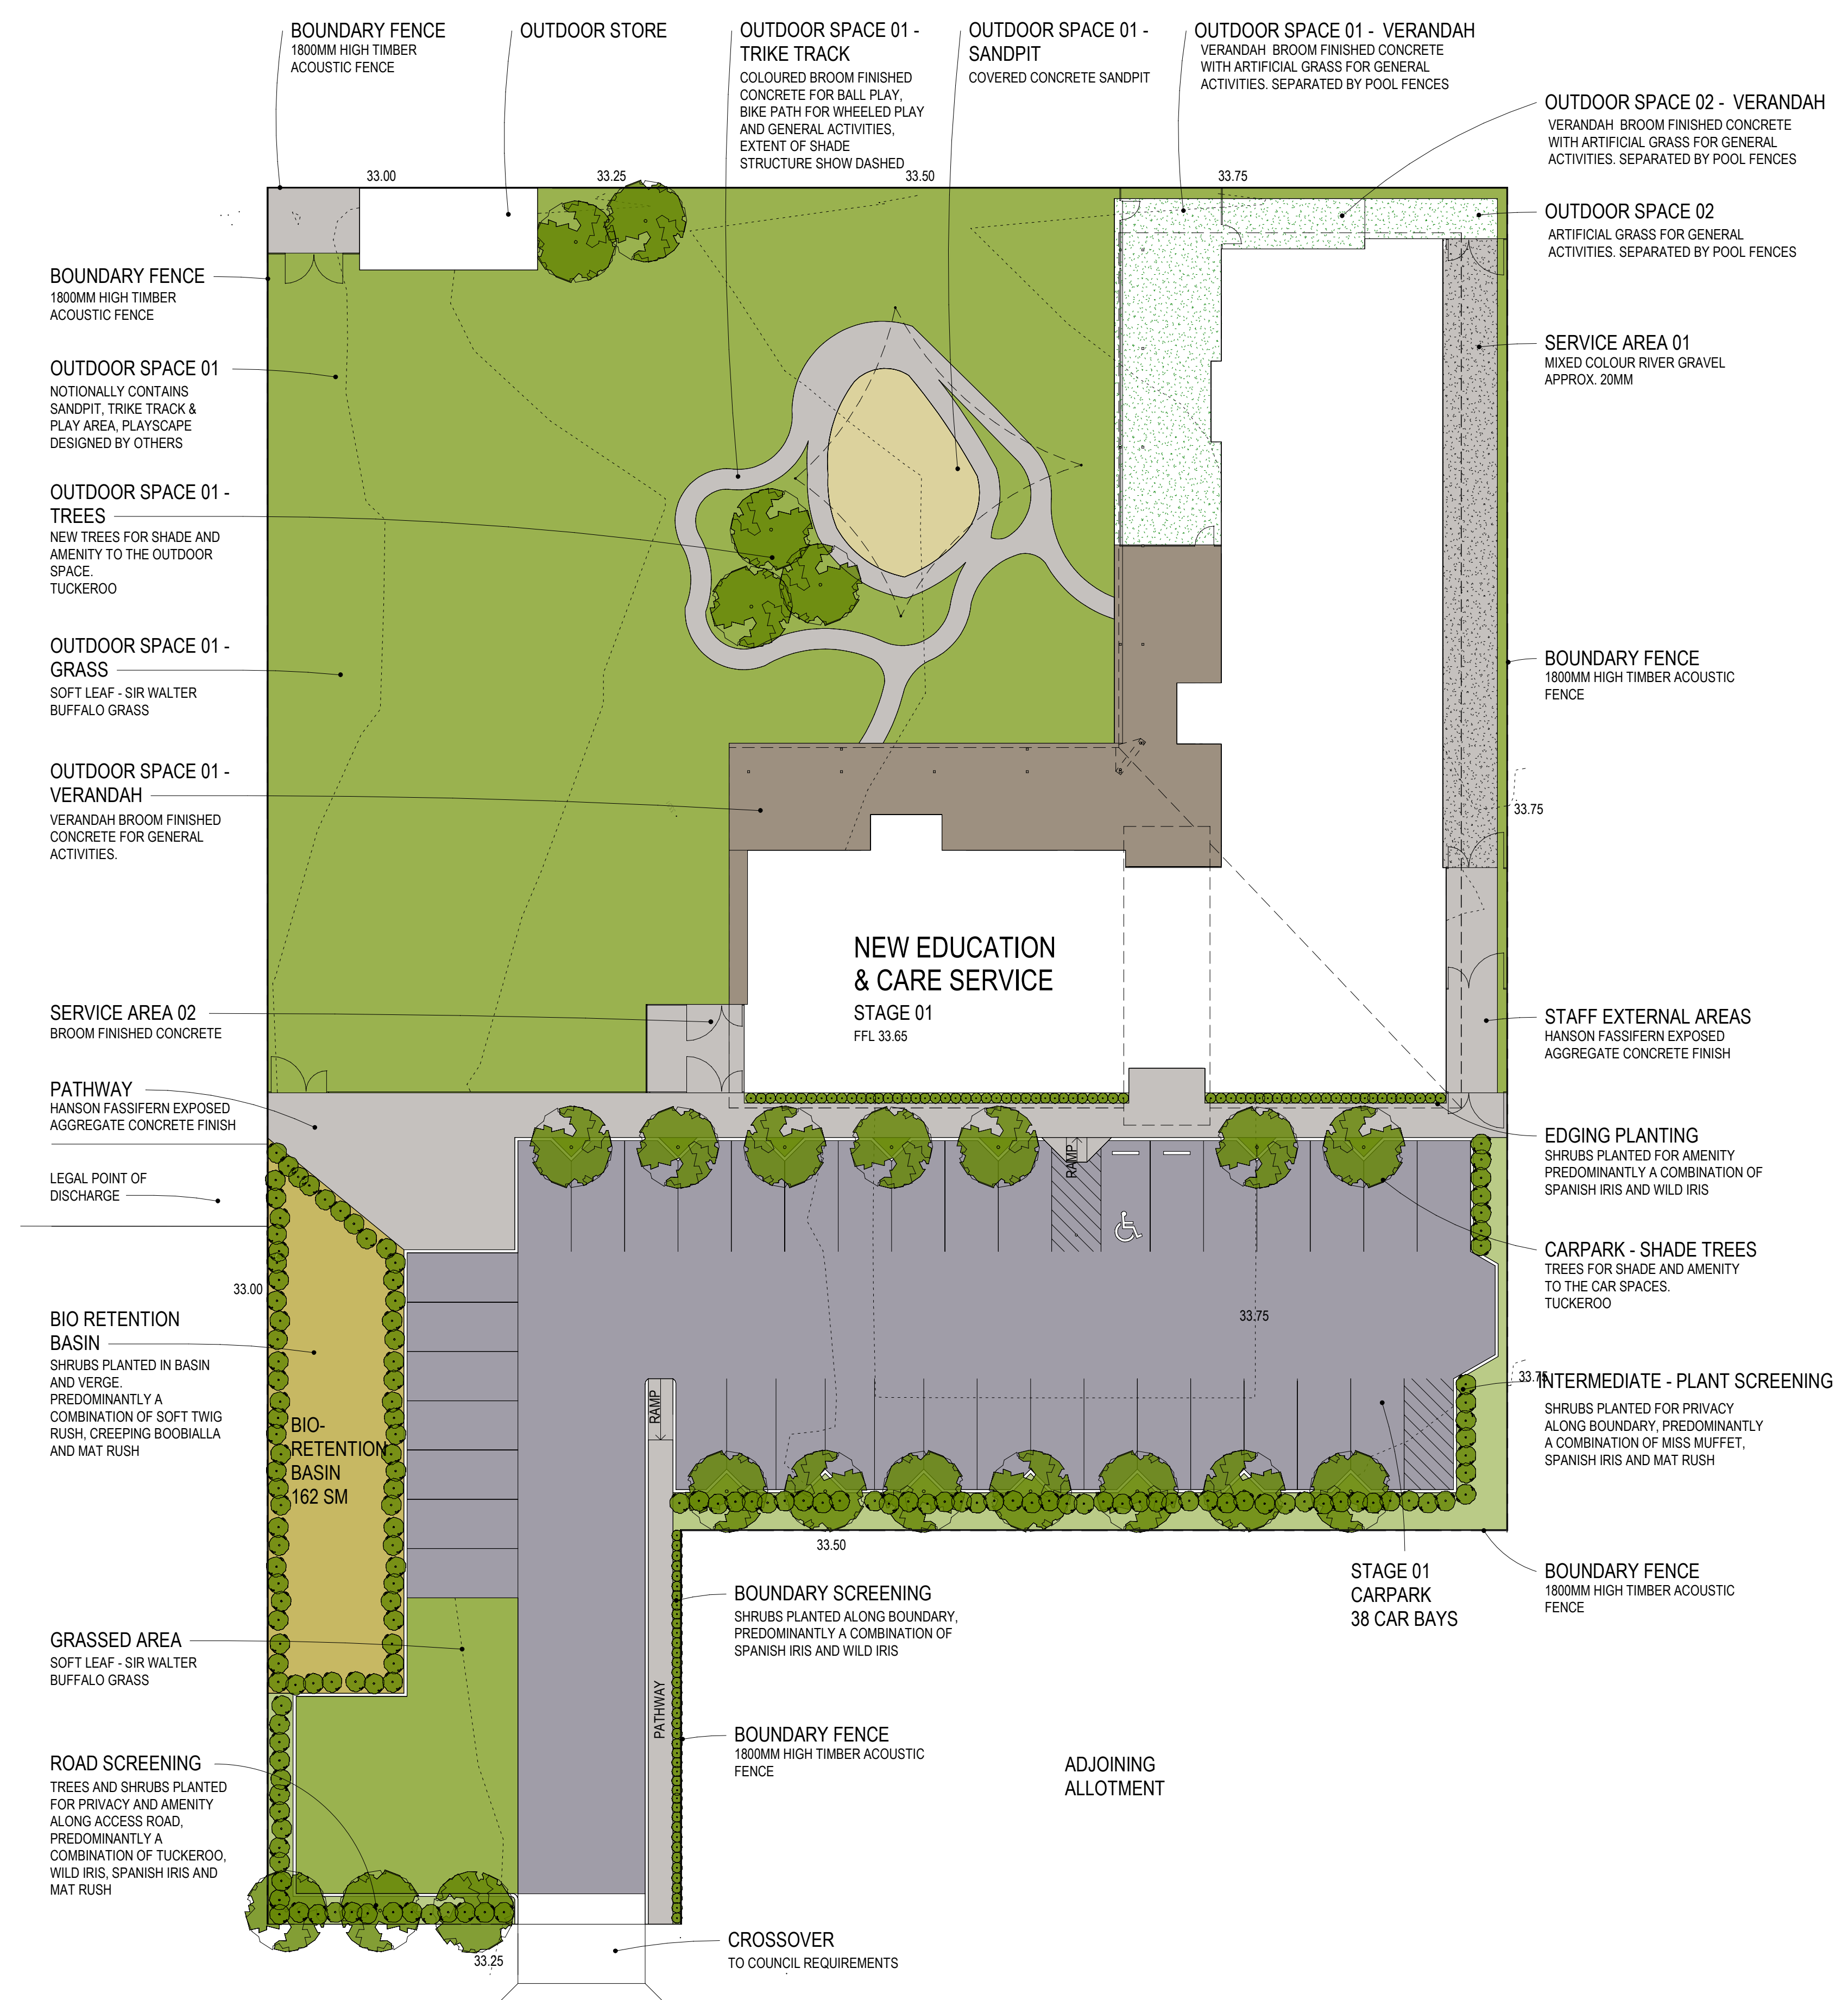 BOUNDARY FENCE
1800MM HIGH TIMBER
ACOUSTIC FENCE
OUTDOOR STORE
OUTDOOR SPACE 01 -
TRIKE TRACK
COLOURED BROOM FINISHED
CONCRETE FOR BALL PLAY,
BIKE PATH FOR WHEELED PLAY
AND GENERAL ACTIVITIES,
EXTENT OF SHADE
STRUCTURE SHOW DASHED
OUTDOOR SPACE 01 -
SANDPIT
COVERED CONCRETE SANDPIT
OUTDOOR SPACE 01 - VERANDAH
VERANDAH BROOM FINISHED CONCRETE
WITH ARTIFICIAL GRASS FOR GENERAL
ACTIVITIES. SEPARATED BY POOL FENCES
OUTDOOR SPACE 02 - VERANDAH
VERANDAH BROOM FINISHED CONCRETE
WITH ARTIFICIAL GRASS FOR GENERAL
ACTIVITIES. SEPARATED BY POOL FENCES
33.00
33.25
33.50
33.75
OUTDOOR SPACE 02
ARTIFICIAL GRASS FOR GENERAL
ACTIVITIES. SEPARATED BY POOL FENCES
BOUNDARY FENCE
1800MM HIGH TIMBER
ACOUSTIC FENCE
SERVICE AREA 01
MIXED COLOUR RIVER GRAVEL
APPROX. 20MM
OUTDOOR SPACE 01
NOTIONALLY CONTAINS
SANDPIT, TRIKE TRACK &
PLAY AREA, PLAYSCAPE
DESIGNED BY OTHERS
OUTDOOR SPACE 01 -
TREES
NEW TREES FOR SHADE AND
AMENITY TO THE OUTDOOR
SPACE.
TUCKEROO
OUTDOOR SPACE 01 -
GRASS
SOFT LEAF - SIR WALTER
BUFFALO GRASS
BOUNDARY FENCE
1800MM HIGH TIMBER ACOUSTIC
FENCE
OUTDOOR SPACE 01 -
VERANDAH
VERANDAH BROOM FINISHED
CONCRETE FOR GENERAL
ACTIVITIES.
33.75
NEW EDUCATION
& CARE SERVICE
STAGE 01
FFL 33.65
SERVICE AREA 02
BROOM FINISHED CONCRETE
STAFF EXTERNAL AREAS
HANSON FASSIFERN EXPOSED
AGGREGATE CONCRETE FINISH
PATHWAY
HANSON FASSIFERN EXPOSED
AGGREGATE CONCRETE FINISH
EDGING PLANTING
SHRUBS PLANTED FOR AMENITY
PREDOMINANTLY A COMBINATION OF
SPANISH IRIS AND WILD IRIS
RAMP
LEGAL POINT OF
DISCHARGE
CARPARK - SHADE TREES
TREES FOR SHADE AND AMENITY
TO THE CAR SPACES.
TUCKEROO
33.00
33.75
BIO RETENTION
BASIN
SHRUBS PLANTED IN BASIN
AND VERGE.
PREDOMINANTLY A
COMBINATION OF SOFT TWIG
RUSH, CREEPING BOOBIALLA
AND MAT RUSH
BIO-
RETENTION
BASIN
162 SM
RAMP
33.75
INTERMEDIATE - PLANT SCREENING
SHRUBS PLANTED FOR PRIVACY
ALONG BOUNDARY, PREDOMINANTLY
A COMBINATION OF MISS MUFFET,
SPANISH IRIS AND MAT RUSH
33.50
STAGE 01
CARPARK
38 CAR BAYS
BOUNDARY FENCE
1800MM HIGH TIMBER ACOUSTIC
FENCE
BOUNDARY SCREENING
SHRUBS PLANTED ALONG BOUNDARY,
PREDOMINANTLY A COMBINATION OF
SPANISH IRIS AND WILD IRIS
GRASSED AREA
SOFT LEAF - SIR WALTER
BUFFALO GRASS
PATHWAY
BOUNDARY FENCE
1800MM HIGH TIMBER ACOUSTIC
FENCE
ADJOINING
ALLOTMENT
ROAD SCREENING
TREES AND SHRUBS PLANTED
FOR PRIVACY AND AMENITY
ALONG ACCESS ROAD,
PREDOMINANTLY A
COMBINATION OF TUCKEROO,
WILD IRIS, SPANISH IRIS AND
MAT RUSH
CROSSOVER
TO COUNCIL REQUIREMENTS
33.25